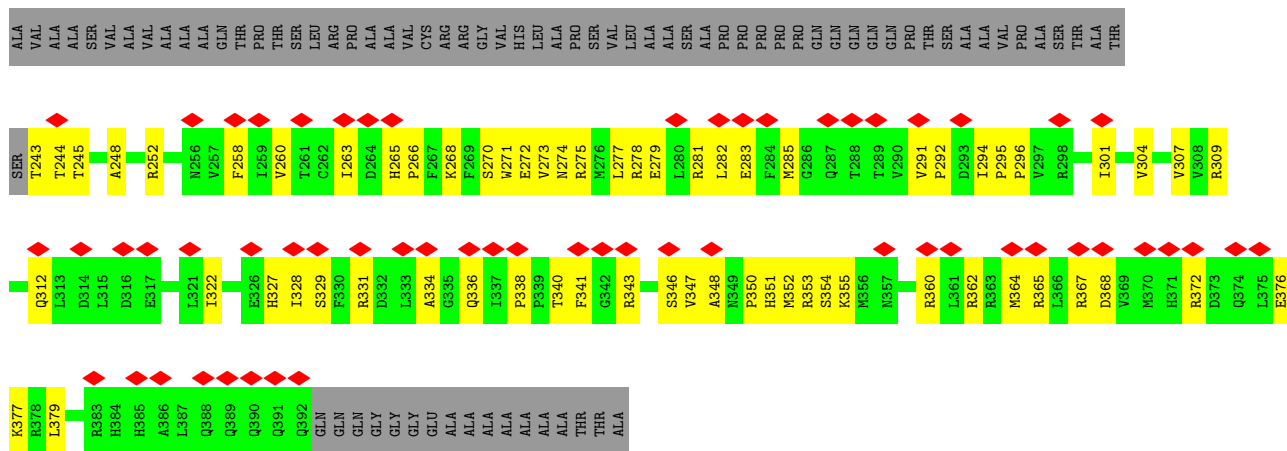 ALA VAL ALA ALA SER VAL ALA VAL ALA ALA ALA GLN THR PRO THR SER LEU ARG PRO ALA ALA VAL CYS ARG ARG GLY VAL HIS LEU ALA PRO SER VAL LEU ALA ALA SER ALA PRO PRO PRO PRO PRO GLN GLN GLN GLN GLN PRO THR SER ALA ALA VAL PRO ALA SER THR ALA THR
SER T243 T244 T245 A248 R252 N256 V257 F258 I259 V260 T261 C262 I263 D264 H265 P266 F267 K268 F269 S270 W271 E272 V273 N274 R275 M276 L277 R278 E279 L280 R281 L282 E283 F284 M285 G286 Q287 T288 T289 V290 V291 P292 D293 I294 P295 P296 V297 R298 I301 V304 V307 V308 R309
Q312 L313 D314 L315 D316 E317 L321 I322 E326 H327 I328 S329 F330 R331 D332 L333 A334 G335 Q336 I337 P338 P339 T340 F341 G342 R343 S346 V347 A348 N349 P350 H351 M352 R353 S354 K355 M356 N357 R360 L361 R362 R363 M364 R365 L366 R367 D368 V369 M370 H371 R372 D373 Q374 L375 E376
K377 R378 L379 R383 H384 H385 A386 L387 Q388 Q389 Q390 Q391 Q392 GLN GLN GLN GLY GLY GLY GLU ALA ALA ALA ALA ALA ALA ALA THR THR ALA